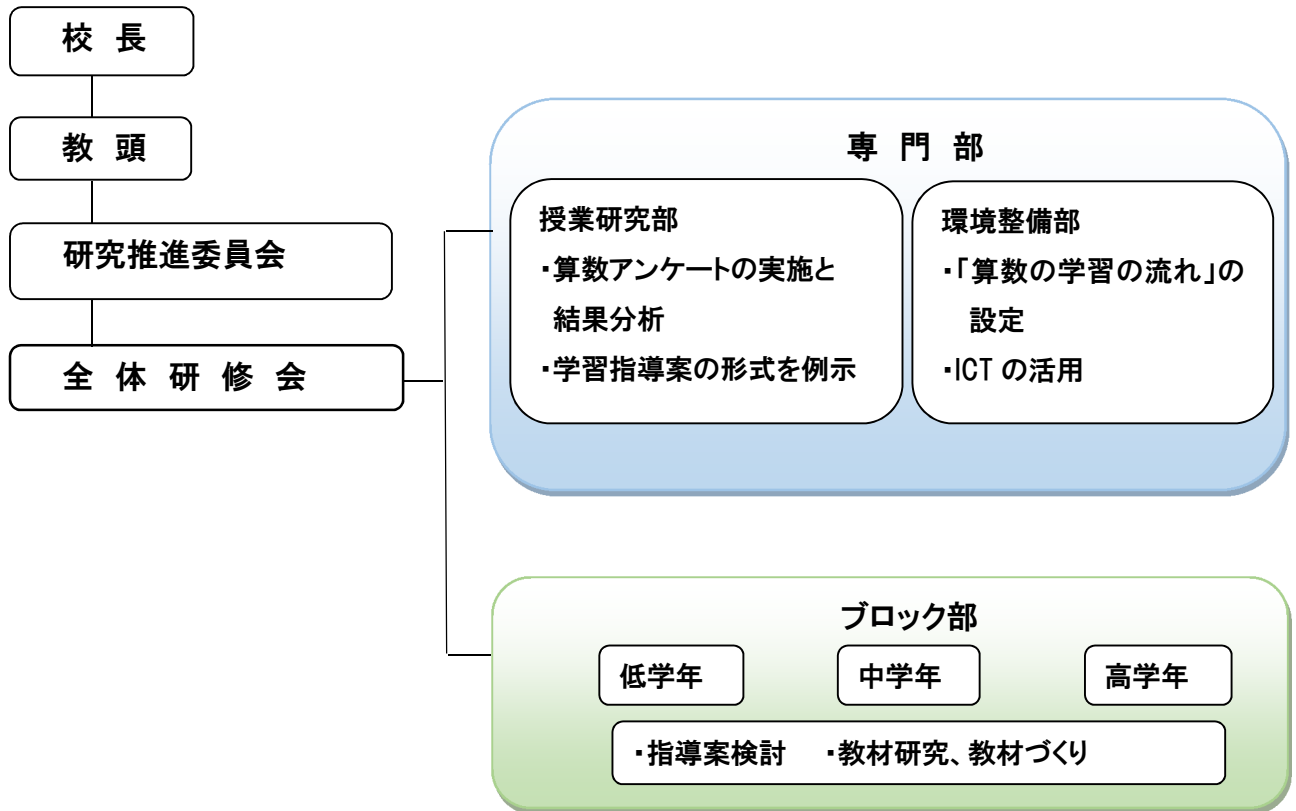 校 長
教 頭
研究推進委員会
全 体 研 修 会
専 門 部
授業研究部
・算数アンケートの実施と
結果分析
・学習指導案の形式を例示
環境整備部
・「算数の学習の流れ」の
設定
・ICT の活用
ブロック部
低学年
中学年
高学年
・指導案検討 ・教材研究、教材づくり